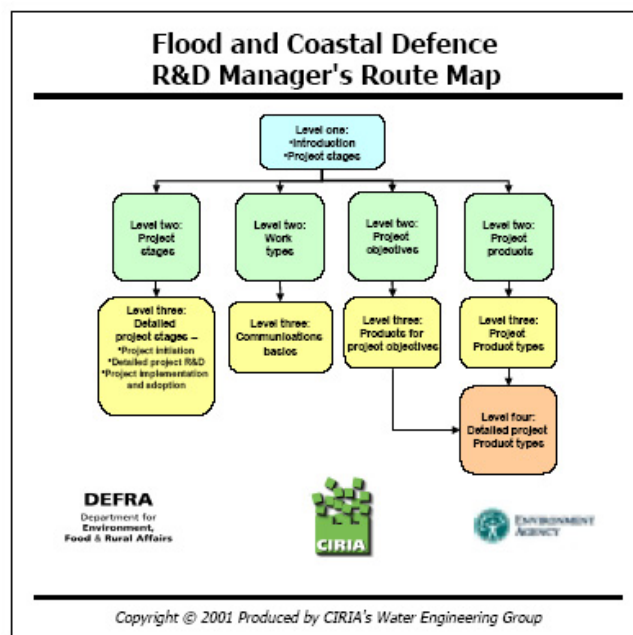 Flood and Coastal Defence
R&D Manager's Route Map
Level one:
•Introduction
•Project stages
Level two:
Project
stages
Level two:
Work
types
Level two:
Project
objectives
Level two:
Project
products
Level three:
Detailed
project stages –
•Project initiation
•Detailed project R&D
•Project implementation
and adoption
Level three:
Communications
basics
Level three:
Products for
project objectives
Level three:
Project
Product types
Level four:
Detailed project
Product types
DEFRA
Department for
Environment,
Food & Rural Affairs
CIRIA
ENVIRONMENT
AGENCY
Copyright © 2001 Produced by CIRIA's Water Engineering Group